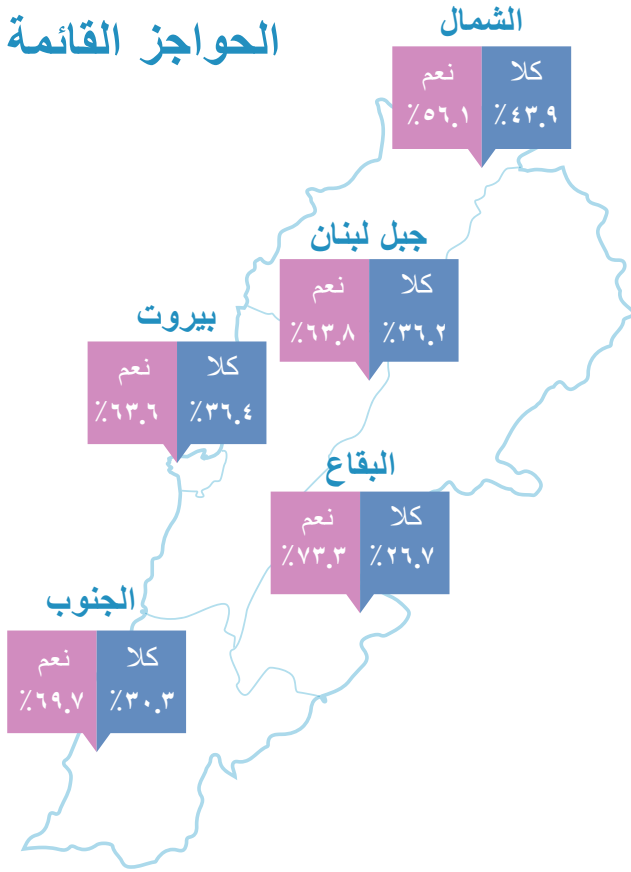 الحواجز القائمة
الشمال
نعم
٪٥٦.١
كلا
٪٤٣.٩
جبل لبنان
نعم
٪٦٣.٨
كلا
٪٣٦.٢
بيروت
نعم
٪٦٣.٦
كلا
٪٣٦.٤
البقاع
نعم
٪٧٣.٣
كلا
٪٢٦.٧
الجنوب
نعم
٪٦٩.٧
كلا
٪٣٠.٣